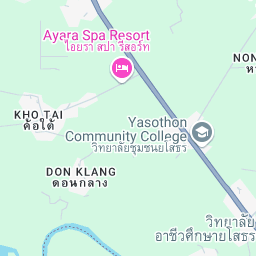 Ayara Spa Resort
ไอยรา สปา รีสอร์ท
NON
KHO TAI
ค้อใต้
Yasothon
Community College
วิทยาลัยชุมชนยโสธร
DON KLANG
ดอนกลาง
วิทยาลัย
อาชีวศึกษายโสธร